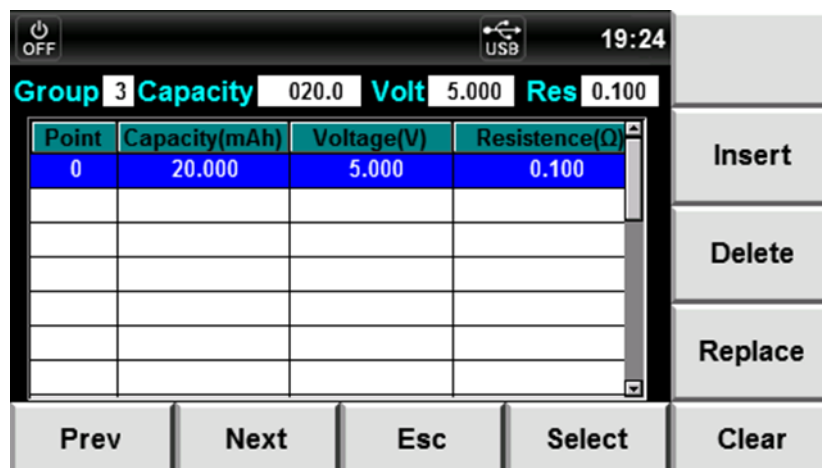 OFF USB 19:24
Group 3 Capacity 020.0 Volt 5.000 Res 0.100
Point Capacity(mAh) Voltage(V) Resistence(Ω)
0 20.000 5.000 0.100
Insert
Delete
Replace
Prev Next Esc Select Clear